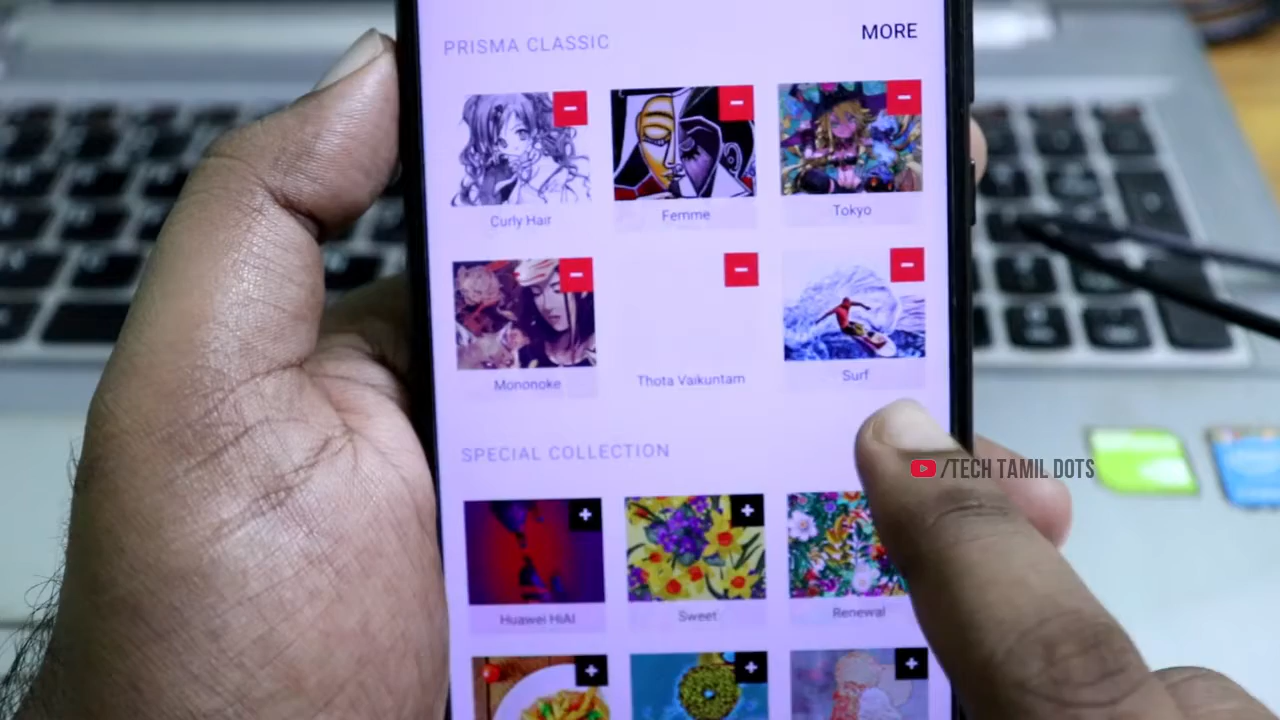 PRISMA CLASSIC
MORE
Curly Hair
Femme
Tokyo
Mononoke
Thota Vaikuntam
Surf
SPECIAL COLLECTION
/TECH TAMIL DOTS
Huawei HiAI
Sweet
Renewal